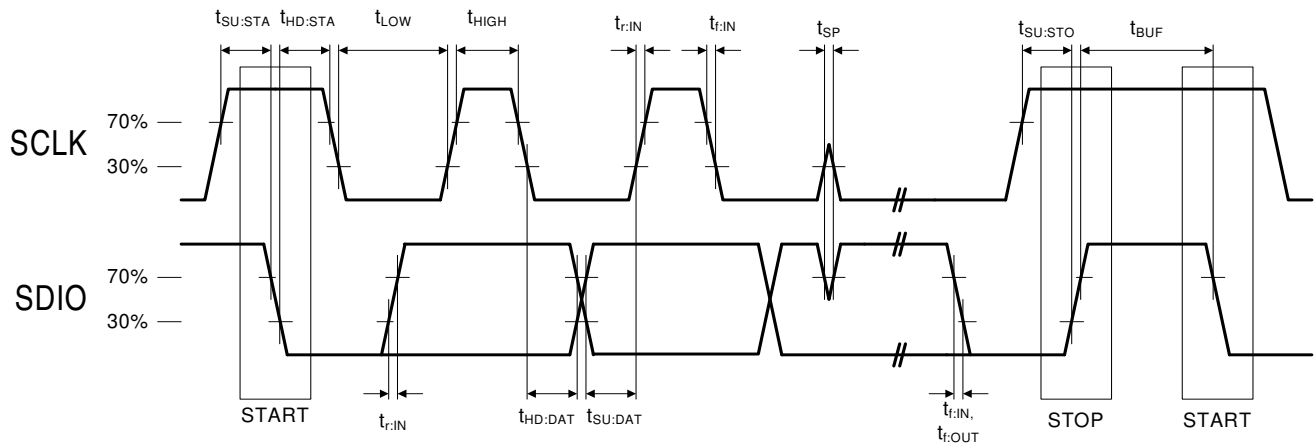 tSU:STA tHD:STA tLOW tHIGH tr:IN tf:IN tSP tSU:STO tBUF
SCLK
70%
30%
SDIO
70%
30%
START
tr:IN
tHD:DAT tSU:DAT
tf:IN,
tf:OUT
STOP
START